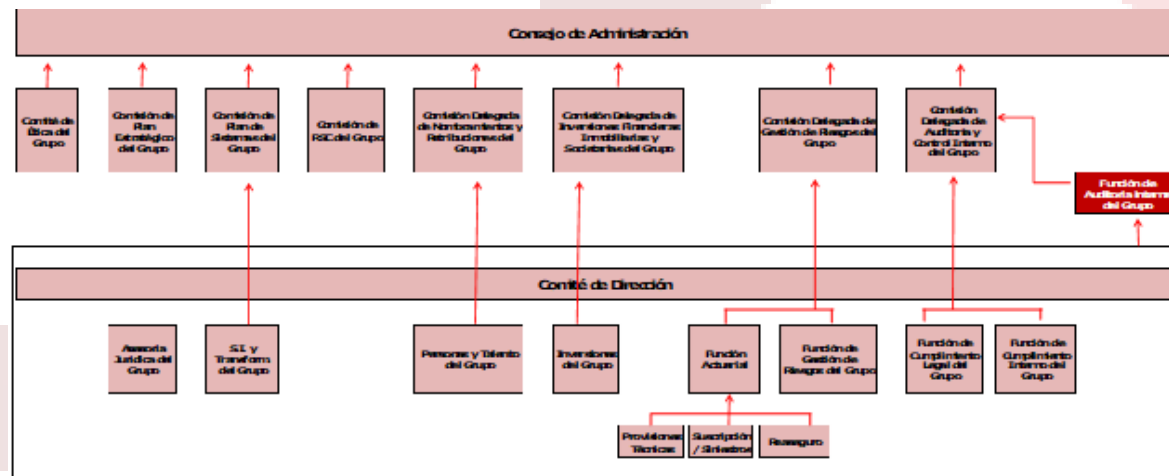 Consejo de Administración
Comité de
Ética del
Grupo
Comisión de
Plan
Estratégico
del Grupo
Comisión de
Plan de
Sistemas del
Grupo
Comisión de
RSC del Grupo
Comisión Delegada
de Nombramientos y
Retribuciones del
Grupo
Comisión Delegada de
Inversiones Financieras
Inmobiliarias y
Societarias del Grupo
Comisión Delegada de
Gestión de Riesgos del
Grupo
Comisión
Delegada de
Auditoría y
Control Interno
del Grupo
Función de
Auditoría Interna
del Grupo
Comité de Dirección
Asesoría
Jurídica del
Grupo
S.I. y
Transform
del Grupo
Personas y Talento
del Grupo
Inversiones
del Grupo
Función
Actuarial
Función de
Gestión de
Riesgos del Grupo
Función de
Cumplimiento
Legal del
Grupo
Función de
Cumplimiento
Interno del
Grupo
Provisiones
Técnicas
Suscripción
/ Siniestros
Reaseguro